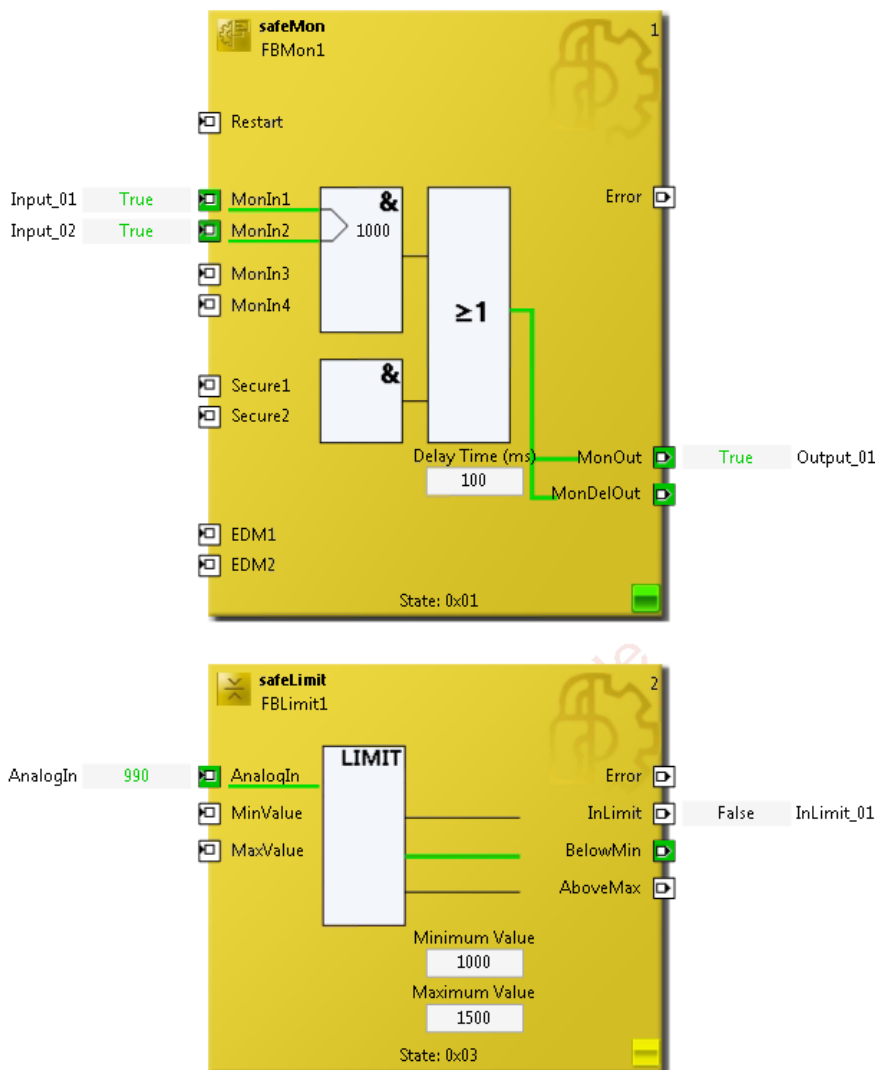 safeMon 1
FBMon1
Restart
Input_01 True MonIn1 & Error
Input_02 True MonIn2 1000
MonIn3
MonIn4 ≥1
& Secure1
Secure2
Delay Time (ms) MonOut True Output_01
100 MonDelOut
EDM1
EDM2
State: 0x01
safeLimit 2
FBLimit1
LIMIT
AnalogIn 990 AnalogIn Error
MinValue InLimit False InLimit_01
MaxValue BelowMin
AboveMax
Minimum Value
1000
Maximum Value
1500
State: 0x03